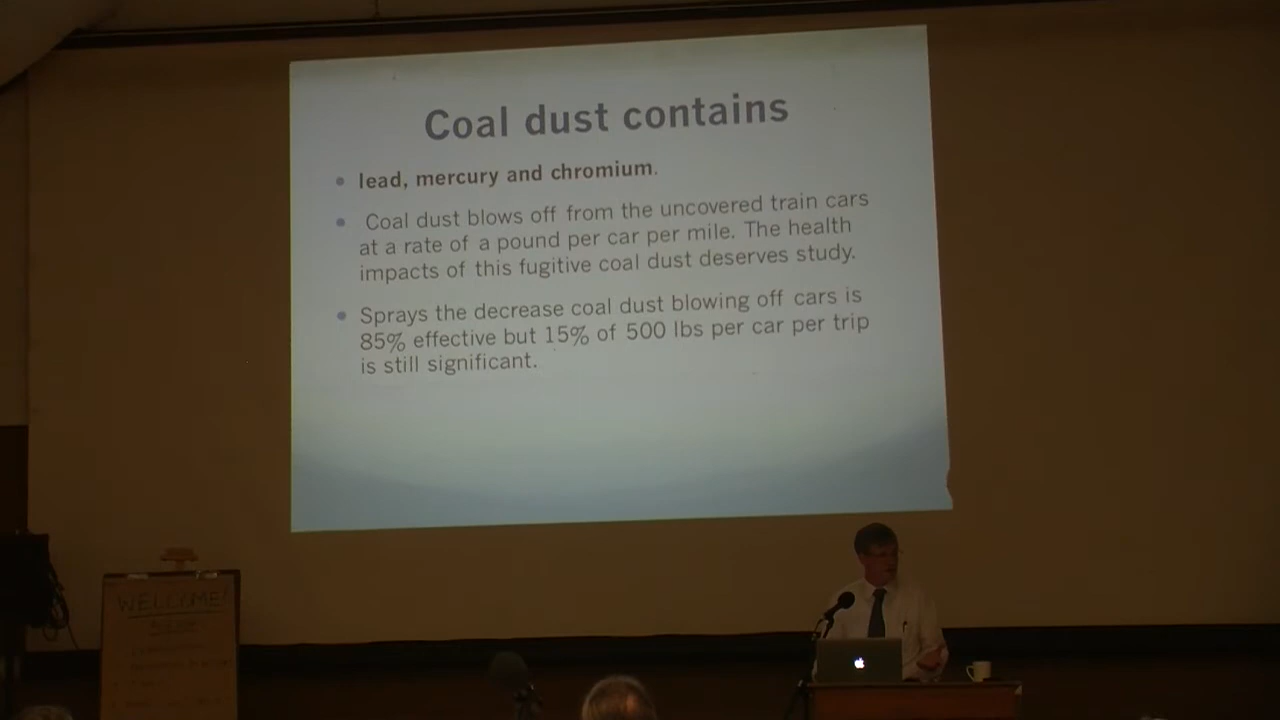 Coal dust contains
lead, mercury and chromium.
Coal dust blows off from the uncovered train cars
at a rate of a pound per car per mile. The health
impacts of this fugitive coal dust deserves study.
Sprays the decrease coal dust blowing off cars is
85% effective but 15% of 500 lbs per car per trip
is still significant.
WELCOME!